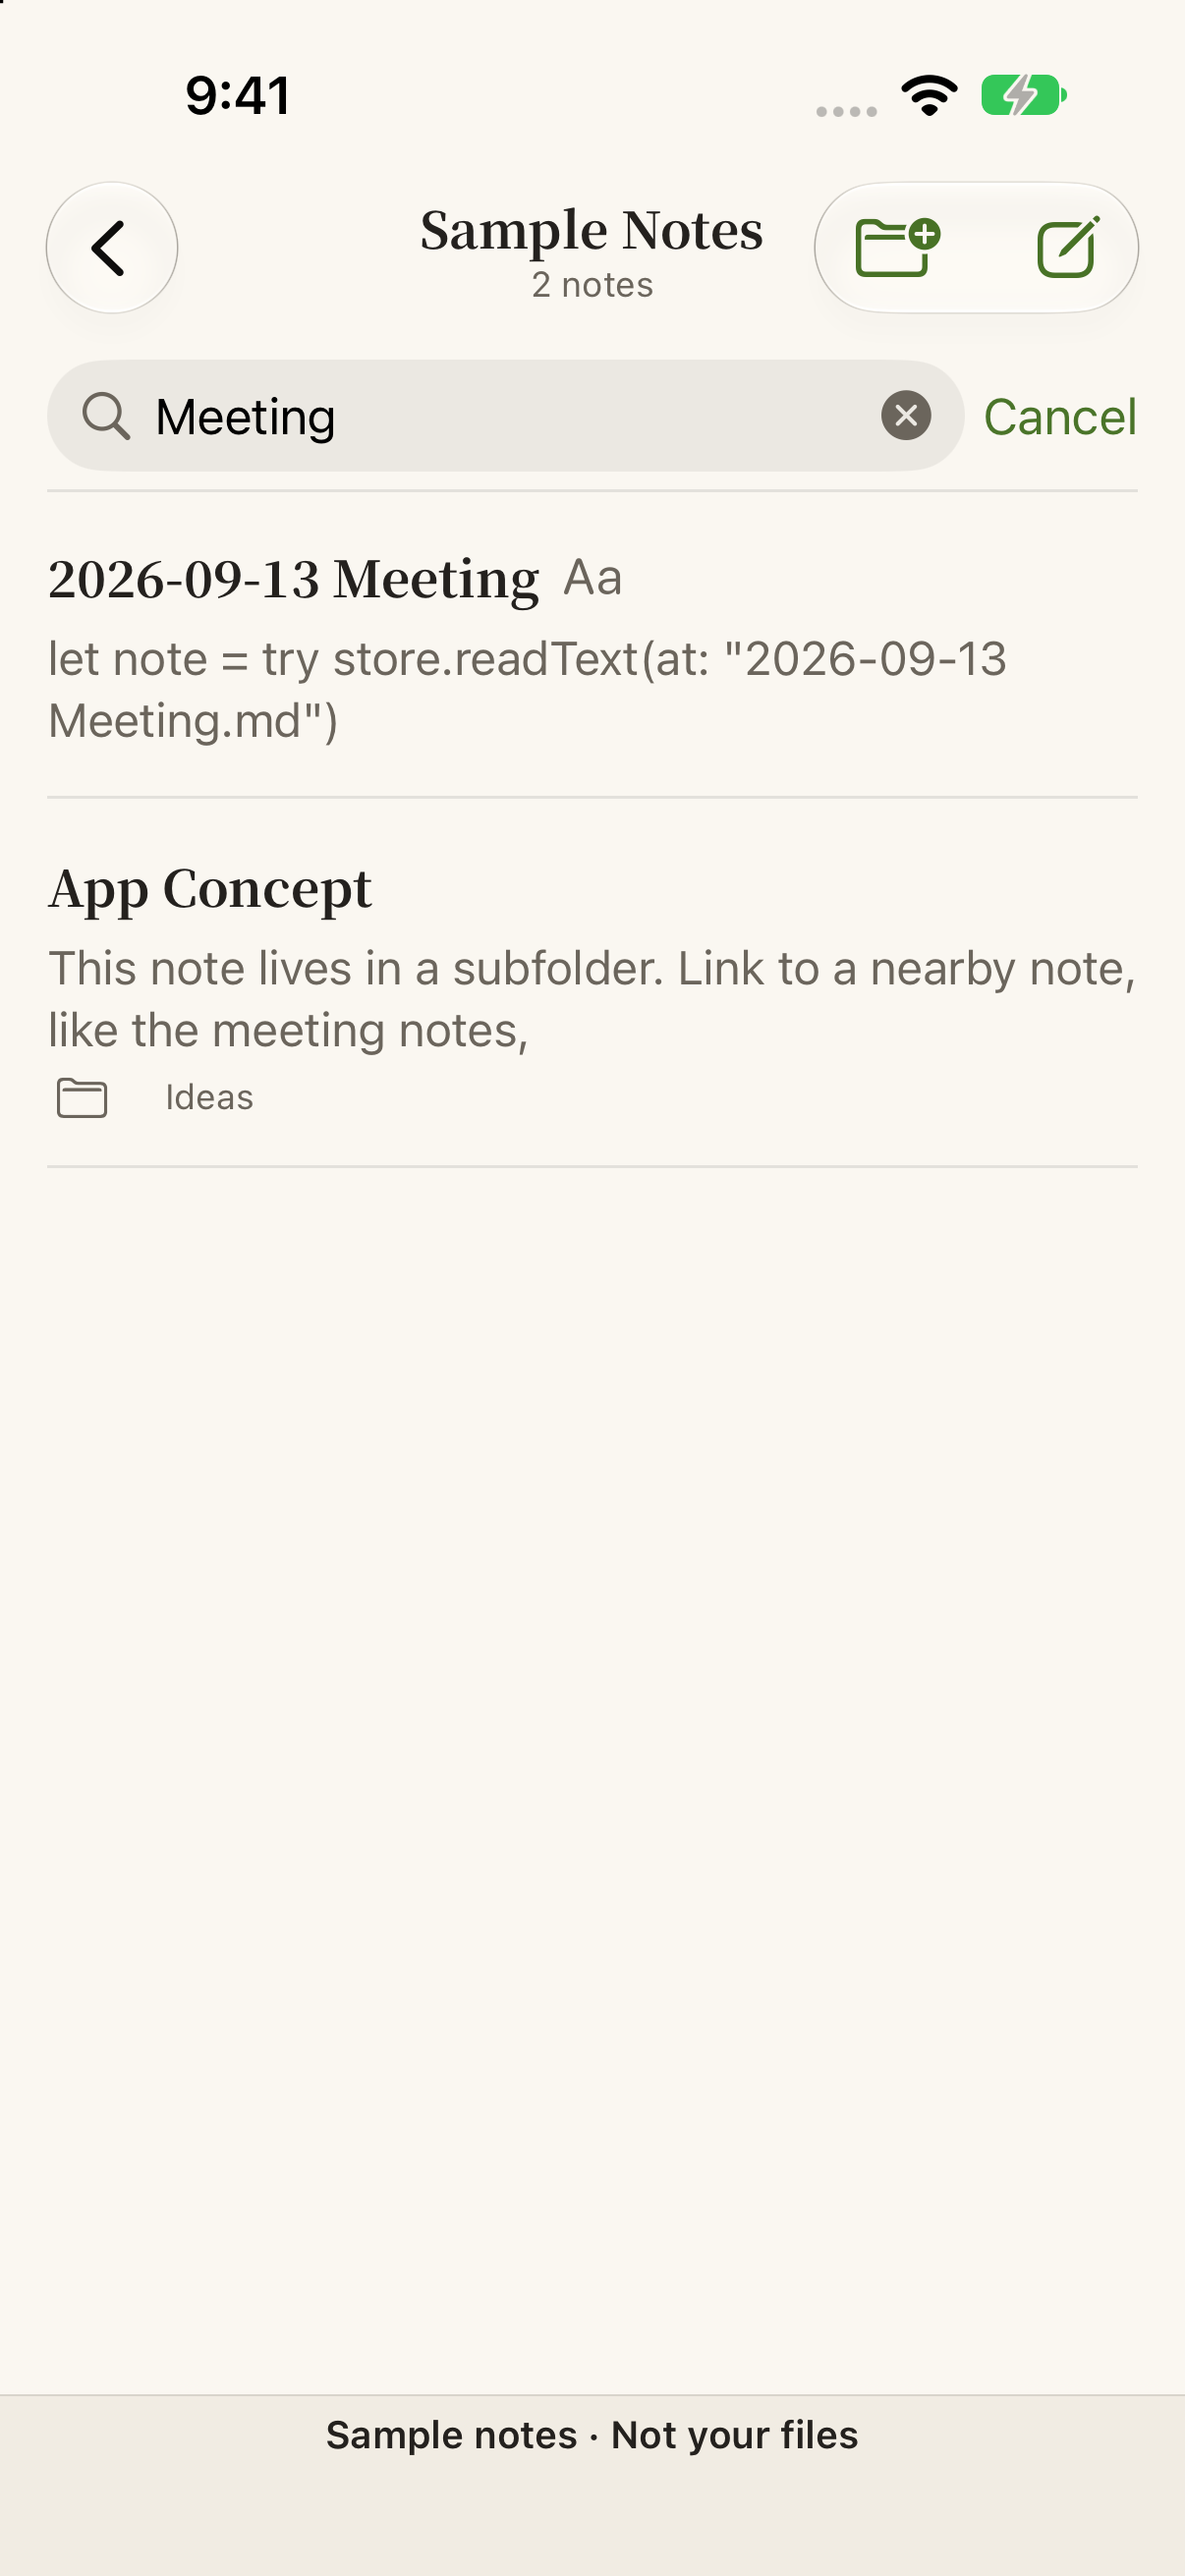 9:41
Sample Notes
2 notes
Meeting
Cancel
2026-09-13 Meeting Aa
let note = try store.readText(at: "2026-09-13
Meeting.md")
App Concept
This note lives in a subfolder. Link to a nearby note,
like the meeting notes,
Ideas
Sample notes · Not your files